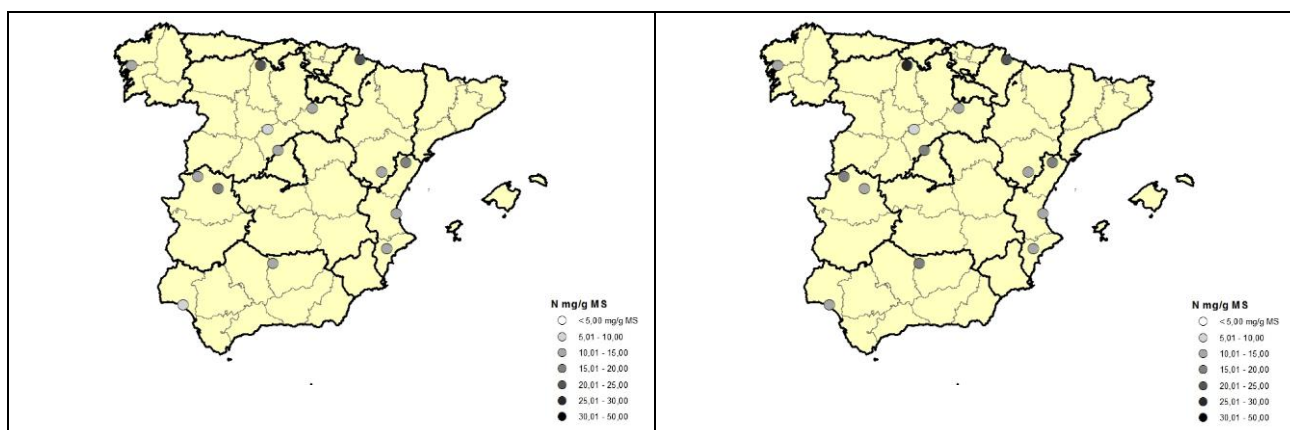 N mg/g MS
< 5,00 mg/g MS
5,01 - 10,00
10,01 - 15,00
15,01 - 20,00
20,01 - 25,00
25,01 - 30,00
30,01 - 50,00
N mg/g MS
< 5,00 mg/g MS
5,01 - 10,00
10,01 - 15,00
15,01 - 20,00
20,01 - 25,00
25,01 - 30,00
30,01 - 50,00